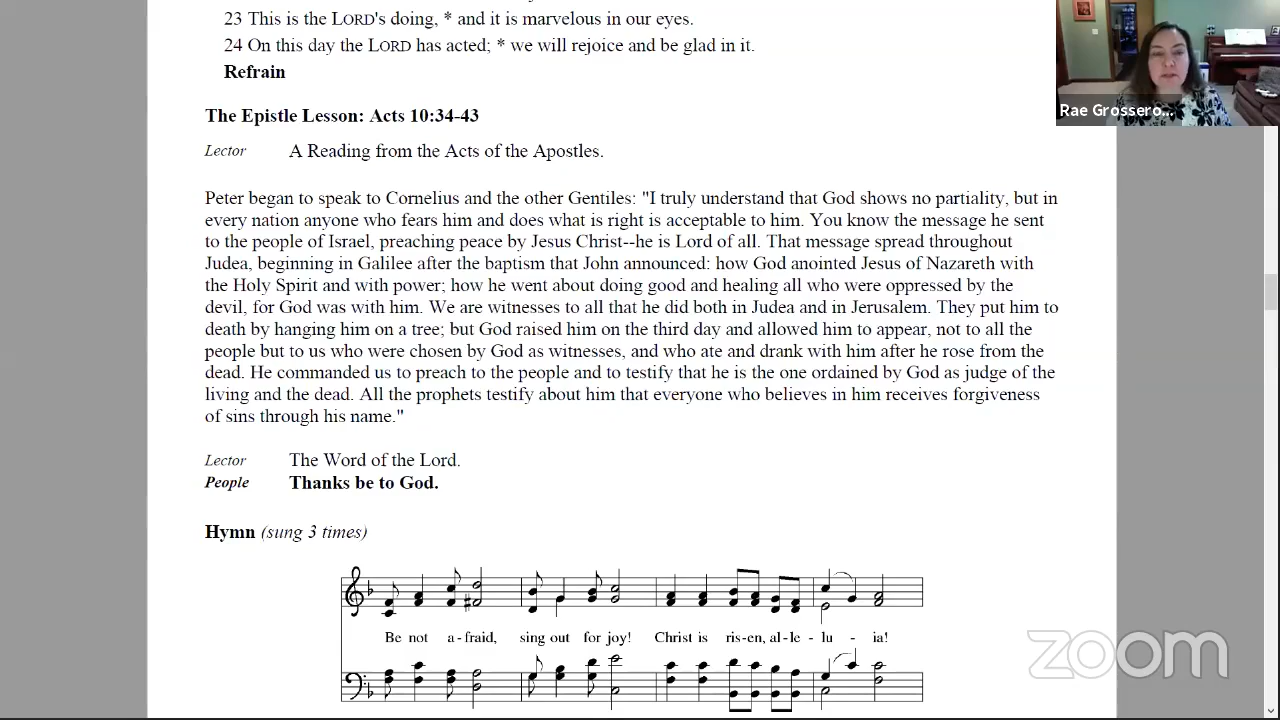 23 This is the LORD's doing, * and it is marvelous in our eyes.
24 On this day the LORD has acted; * we will rejoice and be glad in it.
Refrain
The Epistle Lesson: Acts 10:34-43
Lector A Reading from the Acts of the Apostles.
Peter began to speak to Cornelius and the other Gentiles: "I truly understand that God shows no partiality, but in
every nation anyone who fears him and does what is right is acceptable to him. You know the message he sent
to the people of Israel, preaching peace by Jesus Christ--he is Lord of all. That message spread throughout
Judea, beginning in Galilee after the baptism that John announced: how God anointed Jesus of Nazareth with
the Holy Spirit and with power; how he went about doing good and healing all who were oppressed by the
devil, for God was with him. We are witnesses to all that he did both in Judea and in Jerusalem. They put him to
death by hanging him on a tree; but God raised him on the third day and allowed him to appear, not to all the
people but to us who were chosen by God as witnesses, and who ate and drank with him after he rose from the
dead. He commanded us to preach to the people and to testify that he is the one ordained by God as judge of the
living and the dead. All the prophets testify about him that everyone who believes in him receives forgiveness
of sins through his name."
Lector The Word of the Lord.
People Thanks be to God.
Hymn (sung 3 times)
Be not a-fraid, sing out for joy! Christ is ris-en, al-le-lu-ia!
Rae Grossero...
zoom